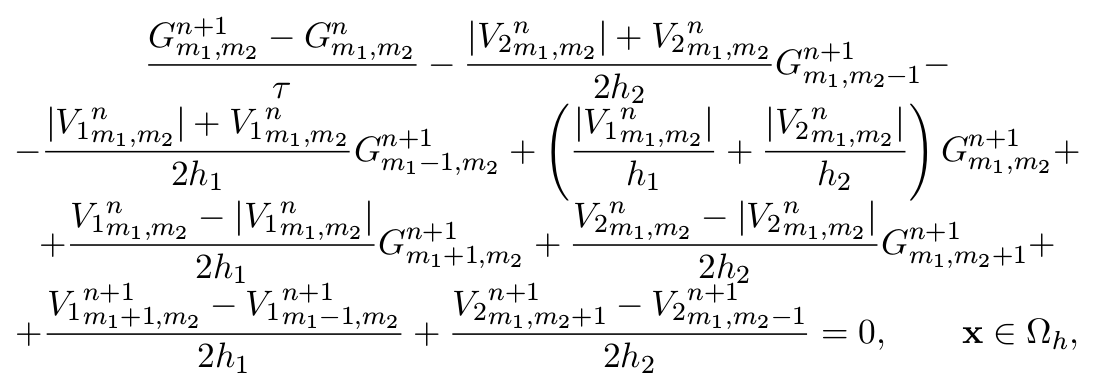 \frac{G^{n+1}_{m_1,m_2} - G^{n}_{m_1,m_2}}{\tau} - \frac{|V_2{}^{n}_{m_1,m_2}| + V_2{}^{n}_{m_1,m_2}}{2h_2} G^{n+1}_{m_1,m_2-1} -
- \frac{|V_1{}^{n}_{m_1,m_2}| + V_1{}^{n}_{m_1,m_2}}{2h_1} G^{n+1}_{m_1-1,m_2} + \left( \frac{|V_1{}^{n}_{m_1,m_2}|}{h_1} + \frac{|V_2{}^{n}_{m_1,m_2}|}{h_2} \right) G^{n+1}_{m_1,m_2} +
+ \frac{V_1{}^{n}_{m_1,m_2} - |V_1{}^{n}_{m_1,m_2}|}{2h_1} G^{n+1}_{m_1+1,m_2} + \frac{V_2{}^{n}_{m_1,m_2} - |V_2{}^{n}_{m_1,m_2}|}{2h_2} G^{n+1}_{m_1,m_2+1} +
+ \frac{V_1{}^{n+1}_{m_1+1,m_2} - V_1{}^{n+1}_{m_1-1,m_2}}{2h_1} + \frac{V_2{}^{n+1}_{m_1,m_2+1} - V_2{}^{n+1}_{m_1,m_2-1}}{2h_2} = 0, \qquad \mathbf{x} \in \Omega_h,